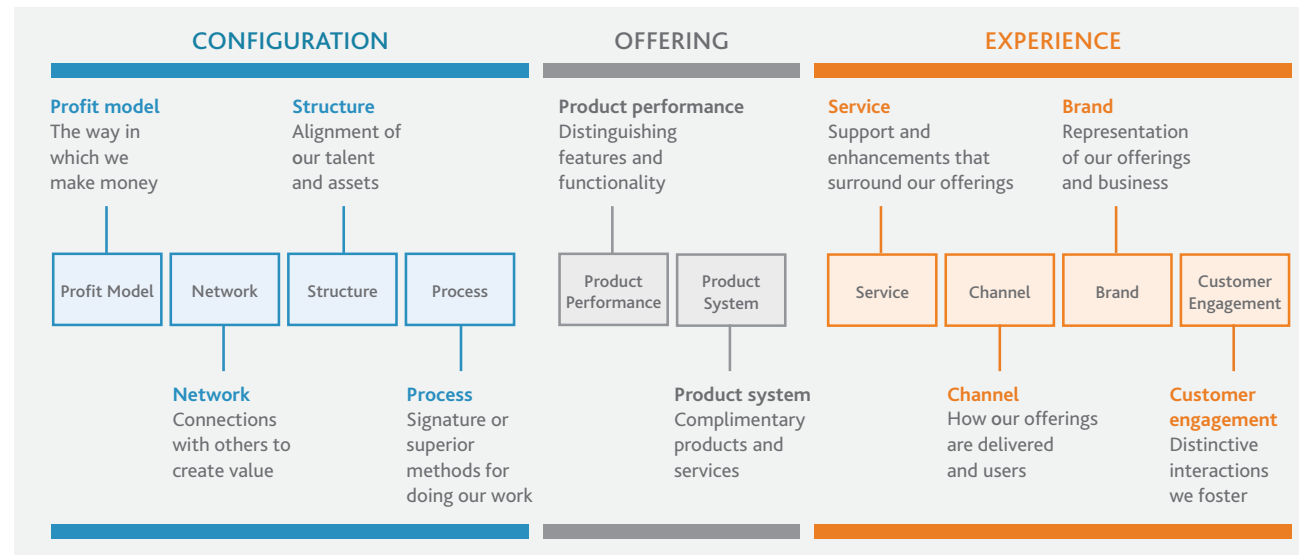 CONFIGURATION
OFFERING
EXPERIENCE
Profit model
The way in
which we
make money
Structure
Alignment of
our talent
and assets
Product performance
Distinguishing
features and
functionality
Service
Support and
enhancements that
surround our offerings
Brand
Representation
of our offerings
and business
Profit Model
Network
Structure
Process
Product
Performance
Product
System
Service
Channel
Brand
Customer
Engagement
Network
Connections
with others to
create value
Process
Signature or
superior
methods for
doing our work
Product system
Complimentary
products and
services
Channel
How our offerings
are delivered
and users
Customer
engagement
Distinctive
interactions
we foster